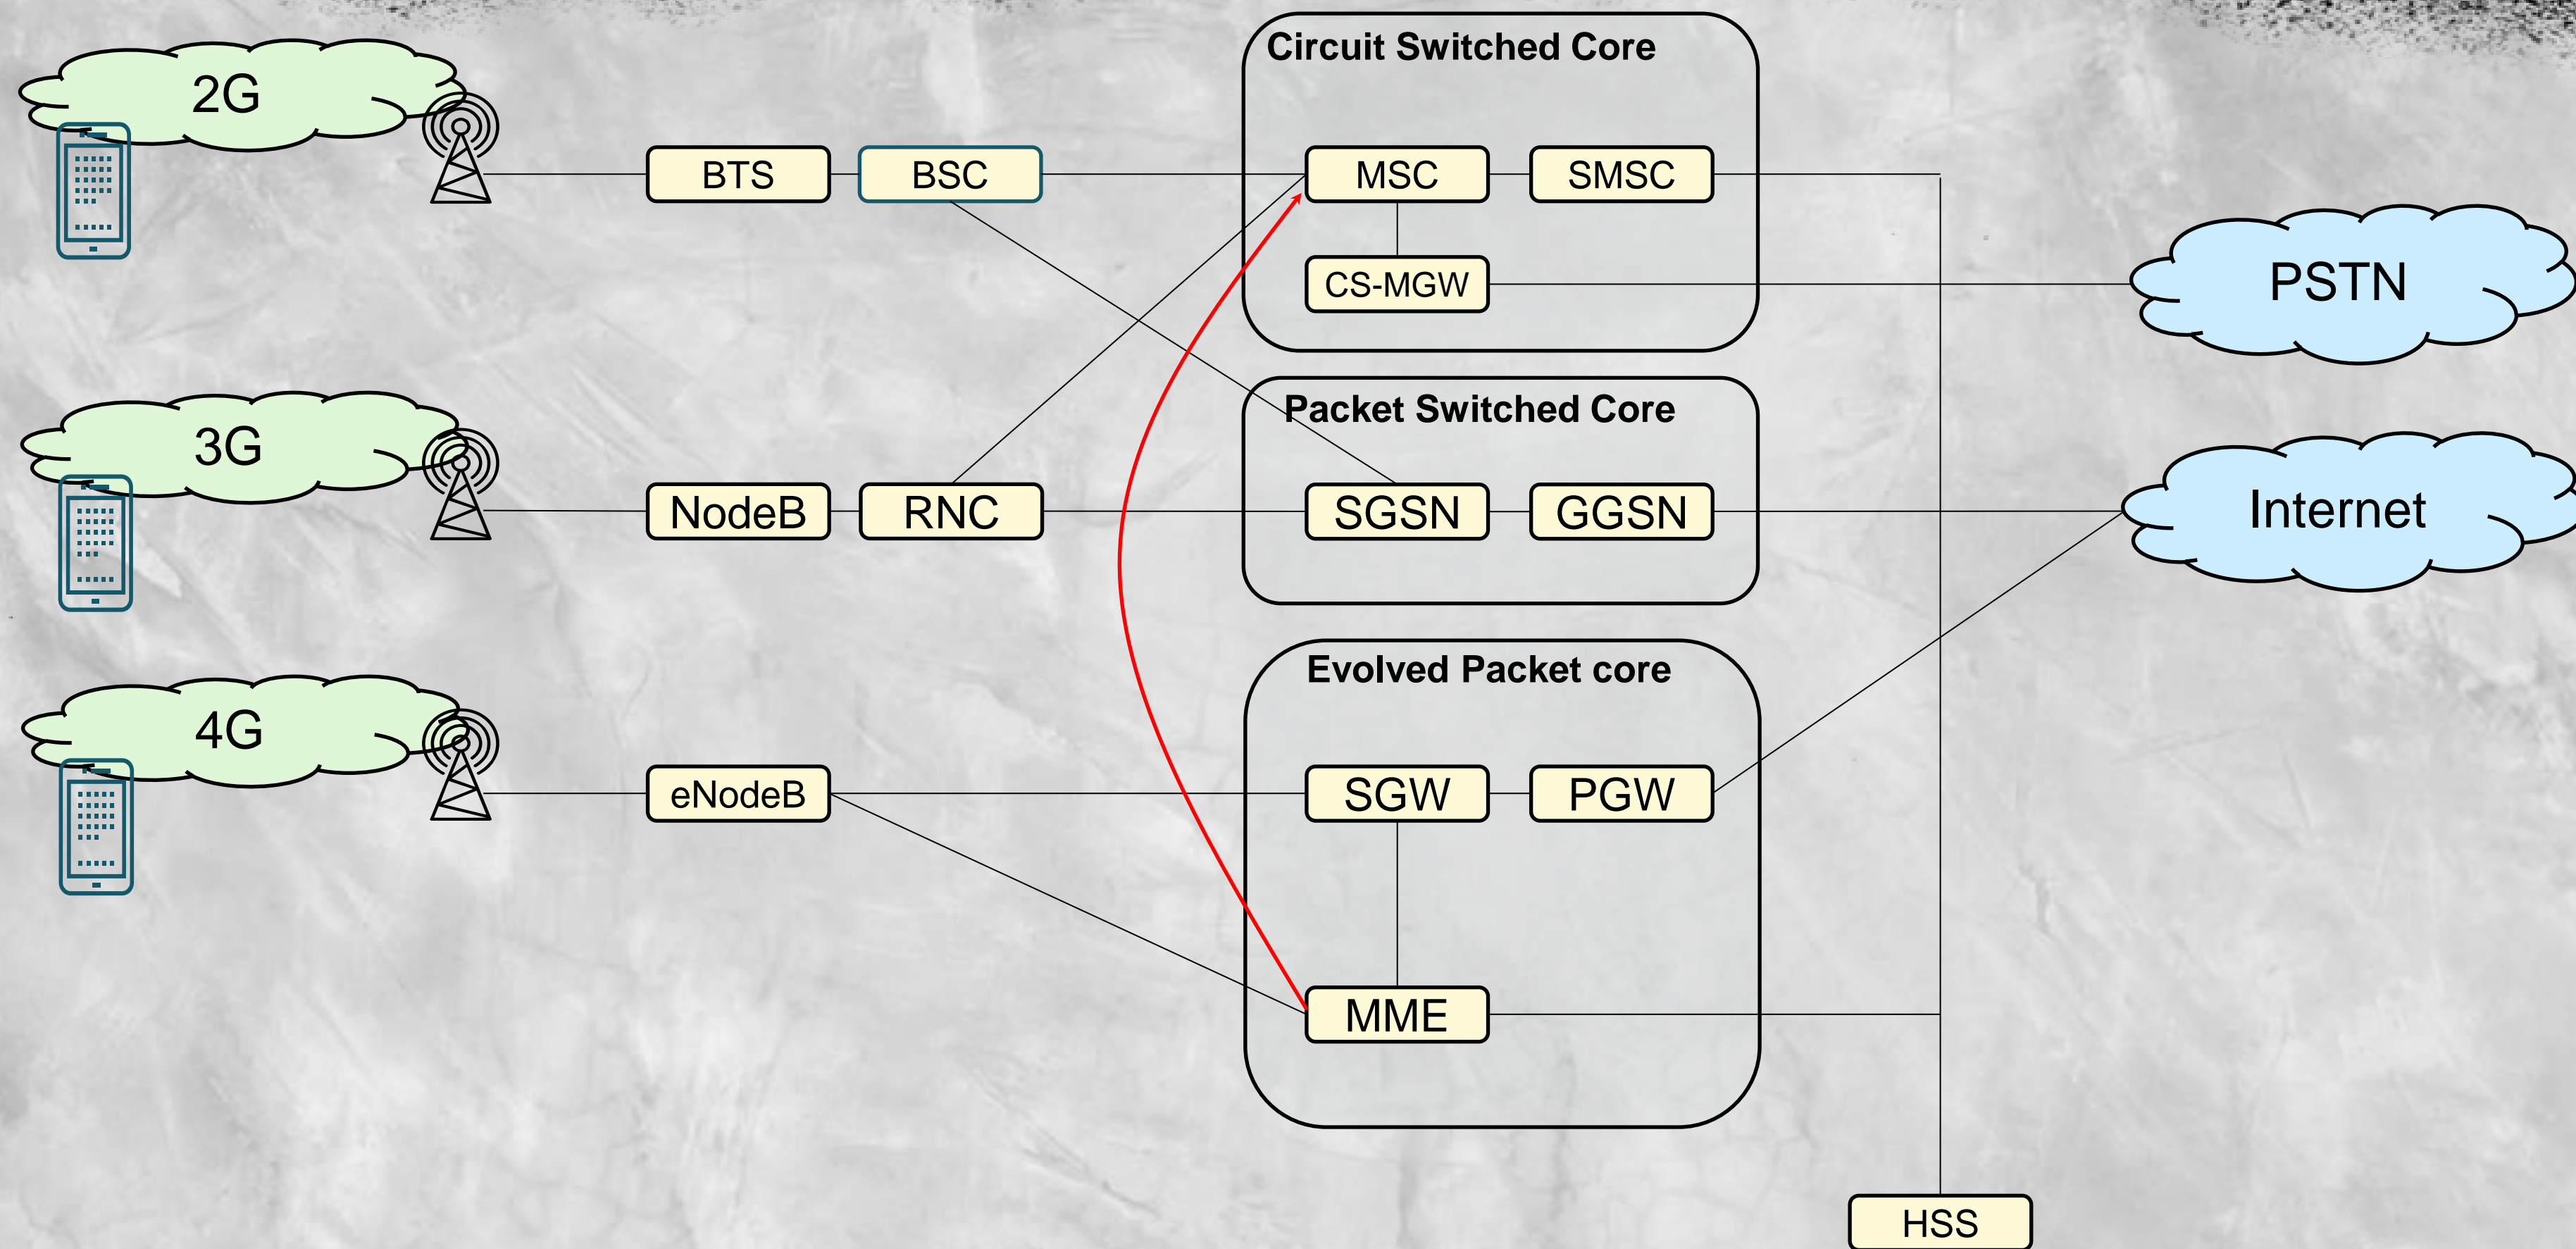 Circuit Switched Core
2G
BTS
BSC
MSC
SMSC
CS-MGW
PSTN
Packet Switched Core
3G
NodeB
RNC
SGSN
GGSN
Internet
Evolved Packet core
4G
eNodeB
SGW
PGW
MME
HSS